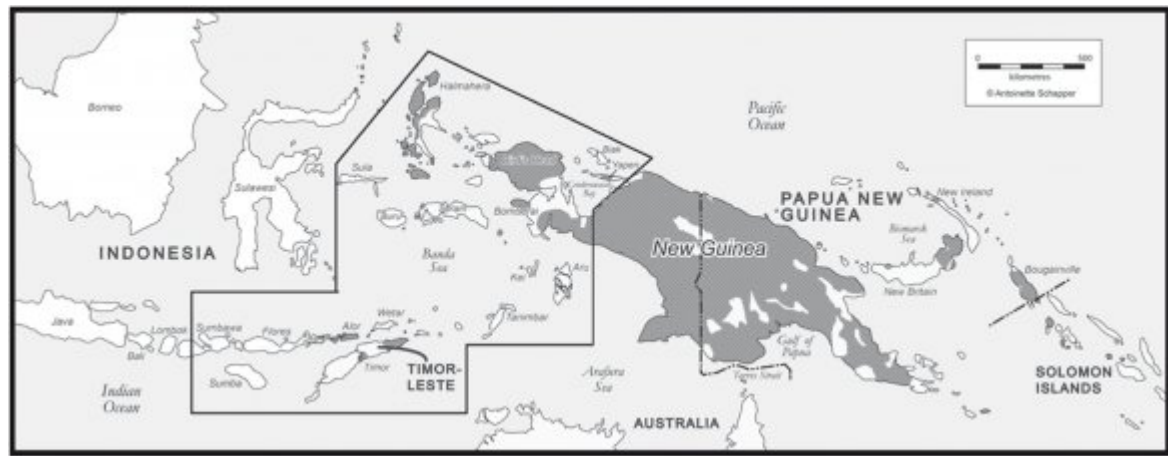 0 500
kilometres
© Antoinette Schapper
Halmahera
Pacific
Ocean
Borneo
Biak
Yapen
Sula
Sulawesi
Buru
Bomberai
PAPUA NEW
GUINEA
New Ireland
Bismarck
Sea
INDONESIA
Banda
Sea
New Guinea
Kei
Aru
New Britain
Bougainville
Tanimbar
Wetar
Alor
Java
Lombok
Sumbawa
Flores
Bali
Sumba
Timor
TIMOR-
LESTE
Gulf of
Papua
Torres Strait
Arafura
Sea
Indian
Ocean
AUSTRALIA
SOLOMON
ISLANDS